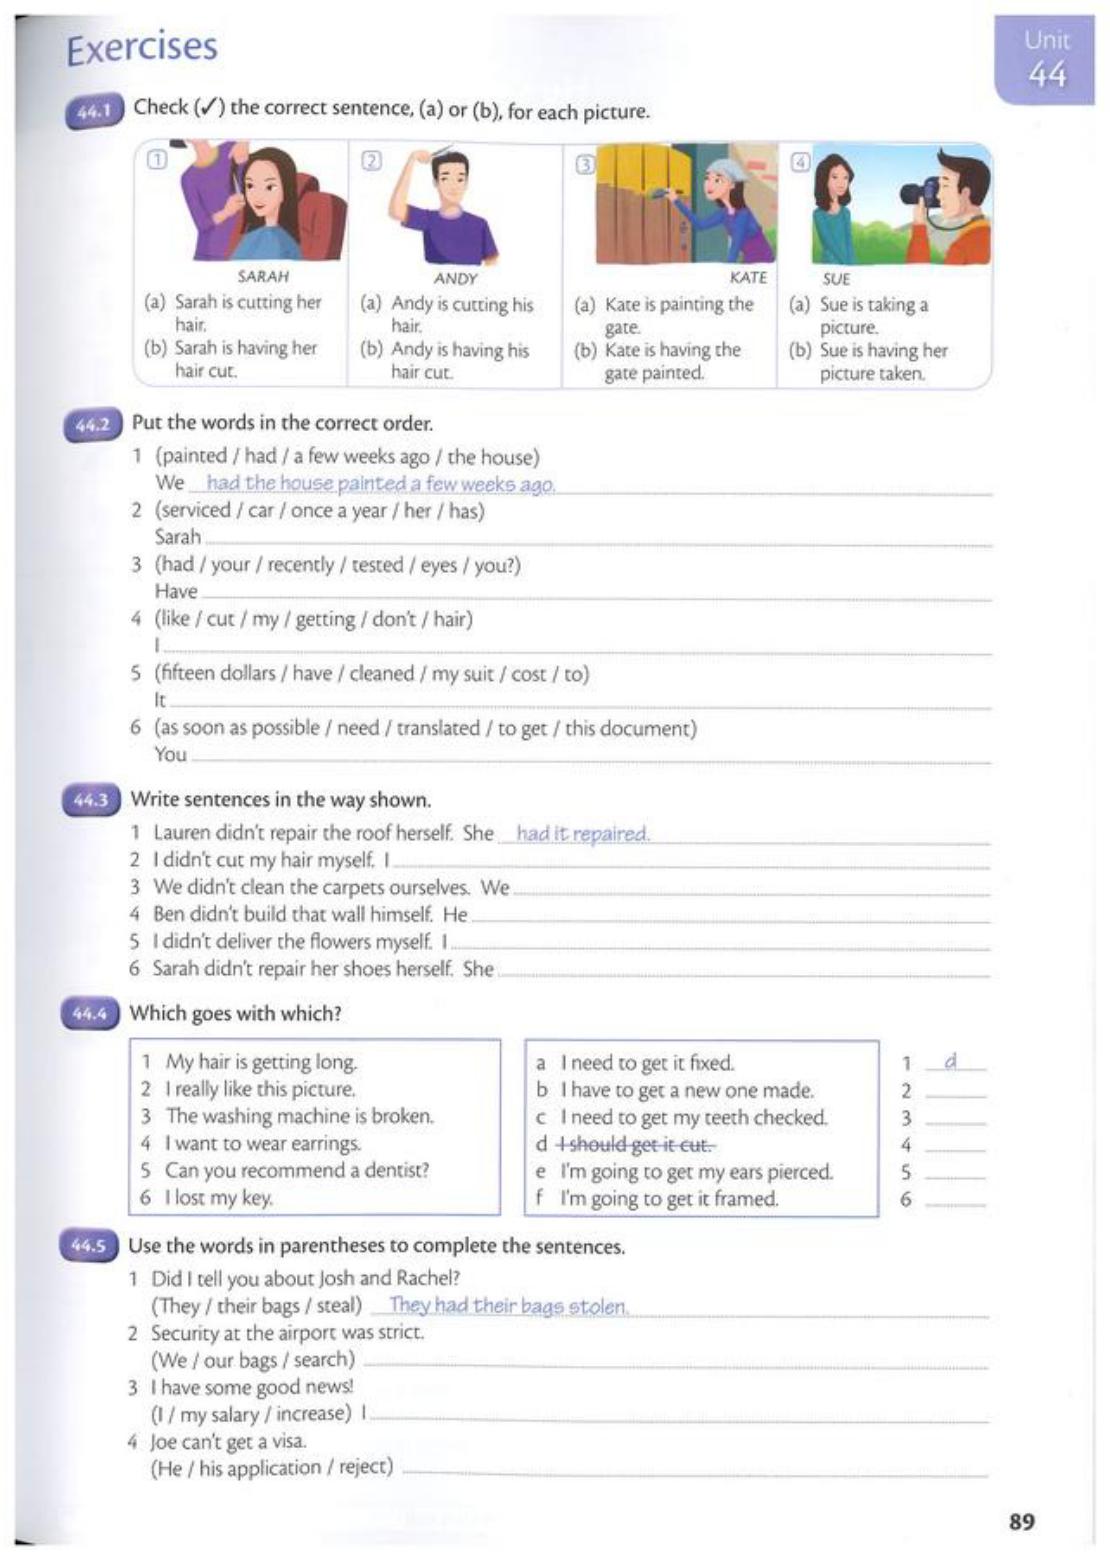 Exercises
Unit
44
44.1 Check (✓) the correct sentence, (a) or (b), for each picture.
1
2
3
4
SARAH
(a) Sarah is cutting her
hair.
(b) Sarah is having her
hair cut.
ANDY
(a) Andy is cutting his
hair.
(b) Andy is having his
hair cut.
KATE
(a) Kate is painting the
gate.
(b) Kate is having the
gate painted.
SUE
(a) Sue is taking a
picture.
(b) Sue is having her
picture taken.
44.2 Put the words in the correct order.
1 (painted / had / a few weeks ago / the house)
We had the house painted a few weeks ago.
2 (serviced / car / once a year / her / has)
Sarah
3 (had / your / recently / tested / eyes / you?)
Have
4 (like / cut / my / getting / don't / hair)
I
5 (fifteen dollars / have / cleaned / my suit / cost / to)
It
6 (as soon as possible / need / translated / to get / this document)
You
44.3 Write sentences in the way shown.
1 Lauren didn't repair the roof herself. She had it repaired.
2 I didn't cut my hair myself. I
3 We didn't clean the carpets ourselves. We
4 Ben didn't build that wall himself. He
5 I didn't deliver the flowers myself. I
6 Sarah didn't repair her shoes herself. She
44.4 Which goes with which?
1 My hair is getting long.
2 I really like this picture.
3 The washing machine is broken.
4 I want to wear earrings.
5 Can you recommend a dentist?
6 I lost my key.
a I need to get it fixed.
b I have to get a new one made.
c I need to get my teeth checked.
d I should get it cut.
e I'm going to get my ears pierced.
f I'm going to get it framed.
1 d
2
3
4
5
6
44.5 Use the words in parentheses to complete the sentences.
1 Did I tell you about Josh and Rachel?
(They / their bags / steal) They had their bags stolen.
2 Security at the airport was strict.
(We / our bags / search)
3 I have some good news!
(I / my salary / increase) I
4 Joe can't get a visa.
(He / his application / reject)
89